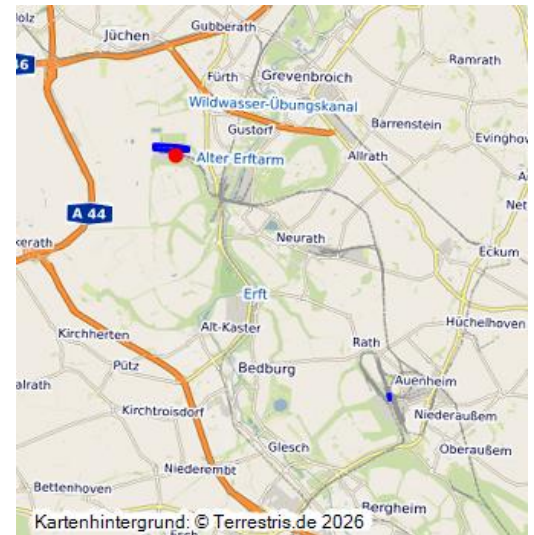 Gubberath
Jüchen
Ramrath
46
Fürth
Grevenbroich
Wildwasser-Übungskanal
Barrenstein
Gustorf
Alter Erftarm
Allrath
A 44
Neurath
Eckum
Erft
Hüchelhoven
Alt-Kaster
Kirchherten
Rath
Pütz
Bedburg
Auenheim
Kirchtroisdorf
Niederaußem
Glesch
Oberaußem
Niederembt
Bettenhoven
Bergheim
Kartenhintergrund: © Terrestris.de 2026